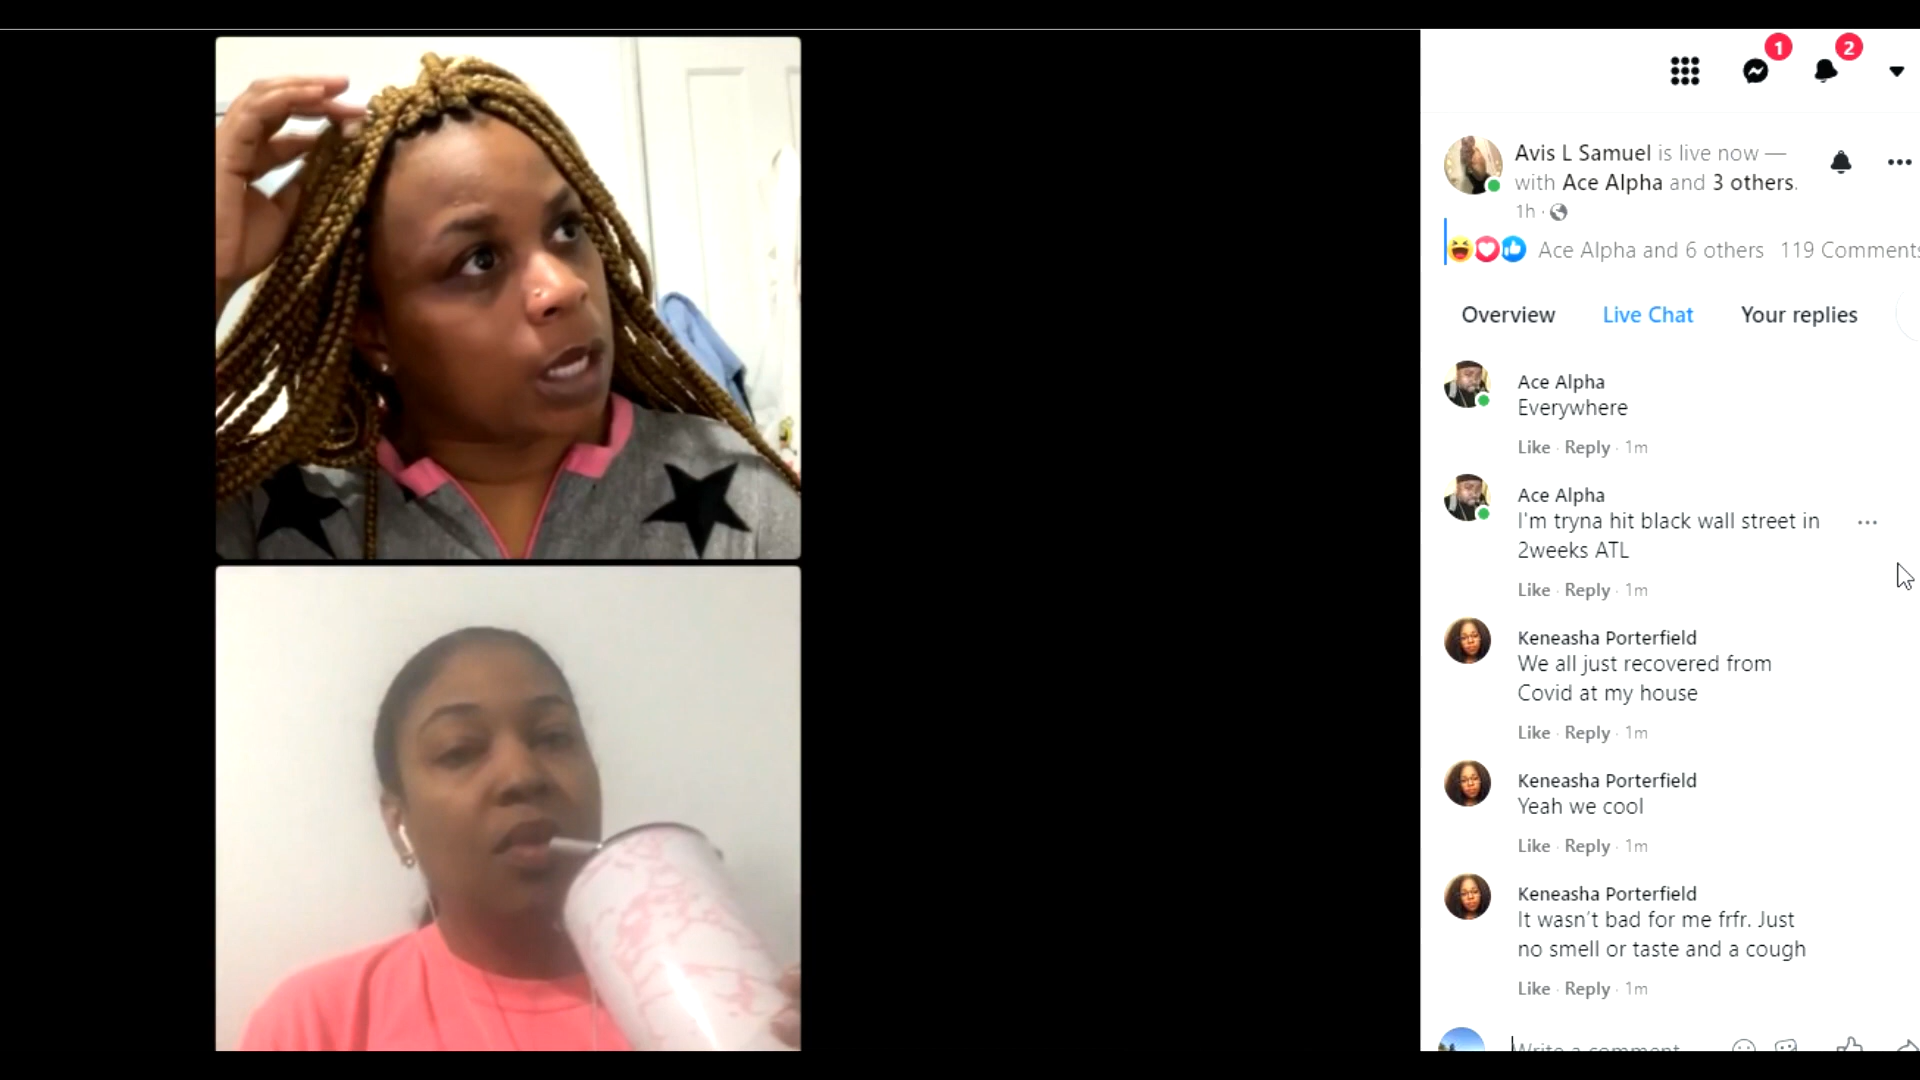 1
2
Avis L Samuel is live now —
with Ace Alpha and 3 others.
1h ·
Ace Alpha and 6 others 119 Comments
Overview Live Chat Your replies
Ace Alpha
Everywhere
Like · Reply · 1m
Ace Alpha
I'm tryna hit black wall street in
2weeks ATL
Like · Reply · 1m
Keneasha Porterfield
We all just recovered from
Covid at my house
Like · Reply · 1m
Keneasha Porterfield
Yeah we cool
Like · Reply · 1m
Keneasha Porterfield
It wasn't bad for me frfr. Just
no smell or taste and a cough
Like · Reply · 1m
Write a comment